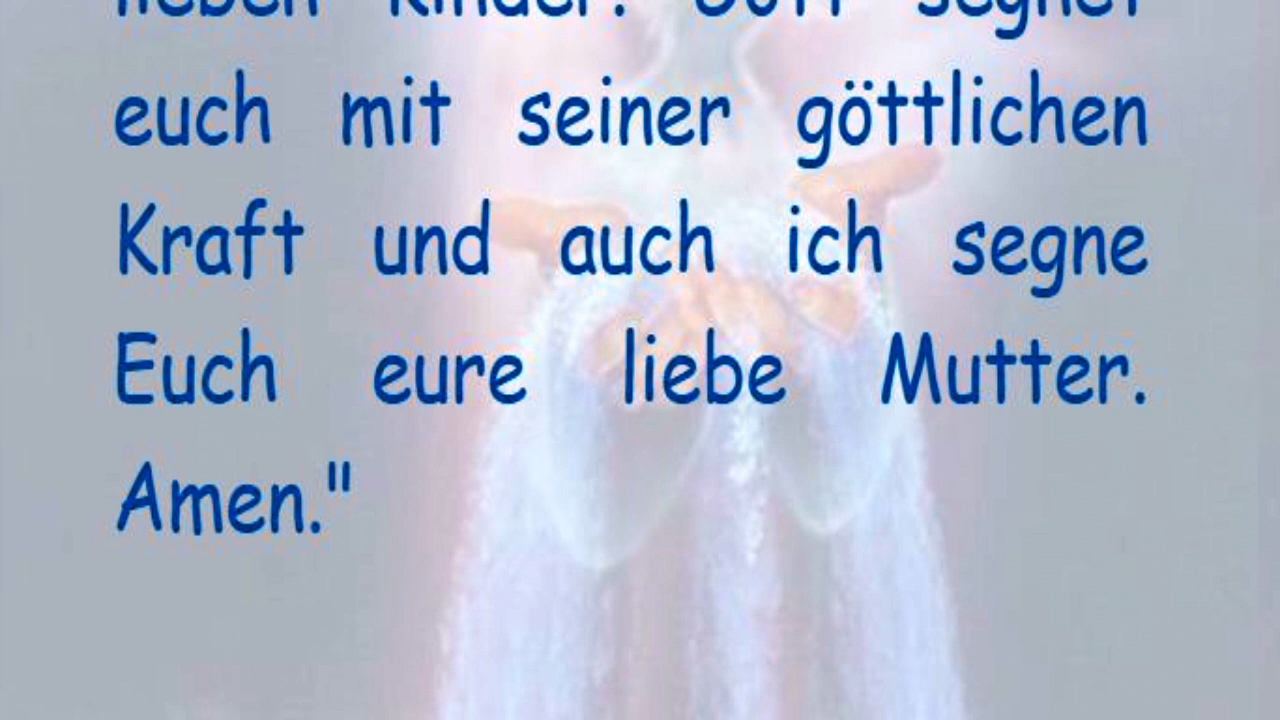 lieben Kinder! Gott segnet
euch mit seiner göttlichen
Kraft und auch ich segne
Euch eure liebe Mutter.
Amen."